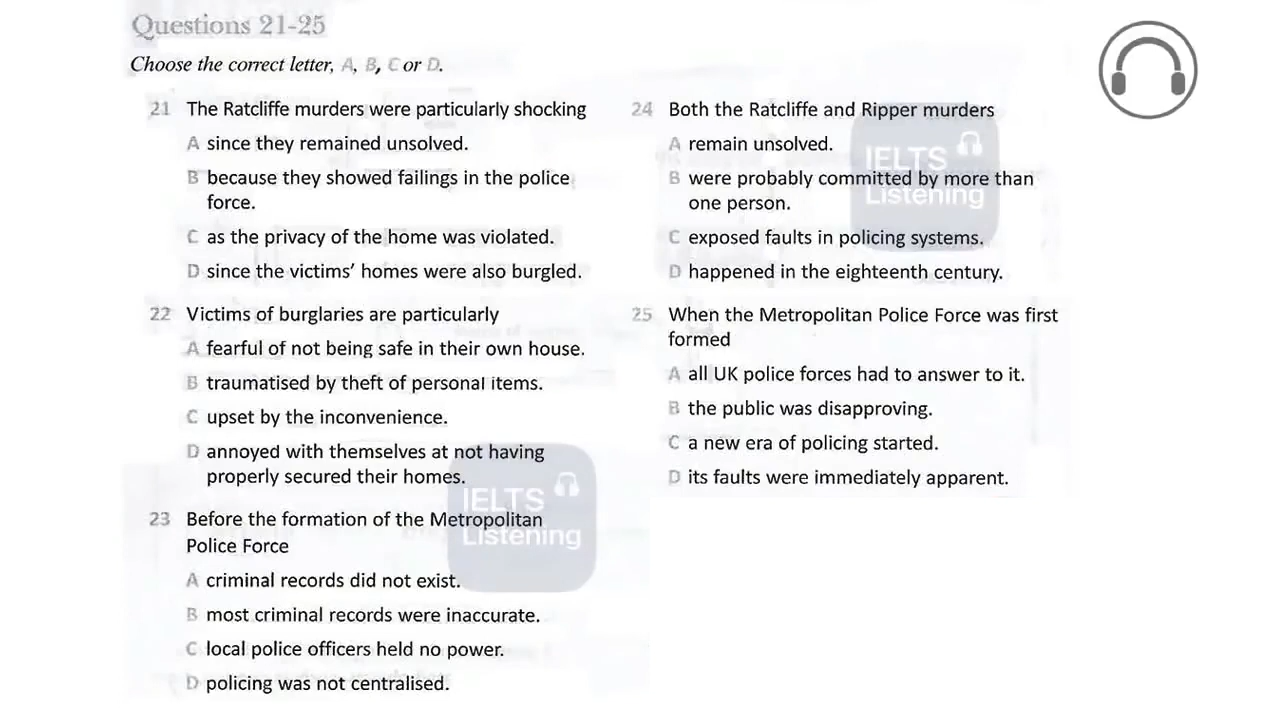 Questions 21-25
Choose the correct letter, A, B, C or D.
21 The Ratcliffe murders were particularly shocking
A since they remained unsolved.
B because they showed failings in the police
force.
C as the privacy of the home was violated.
D since the victims' homes were also burgled.
22 Victims of burglaries are particularly
A fearful of not being safe in their own house.
B traumatised by theft of personal items.
C upset by the inconvenience.
D annoyed with themselves at not having
properly secured their homes.
23 Before the formation of the Metropolitan
Police Force
A criminal records did not exist.
B most criminal records were inaccurate.
C local police officers held no power.
D policing was not centralised.
24 Both the Ratcliffe and Ripper murders
A remain unsolved.
B were probably committed by more than
one person.
C exposed faults in policing systems.
D happened in the eighteenth century.
25 When the Metropolitan Police Force was first
formed
A all UK police forces had to answer to it.
B the public was disapproving.
C a new era of policing started.
D its faults were immediately apparent.
IELTS
Listening
IELTS
Listening